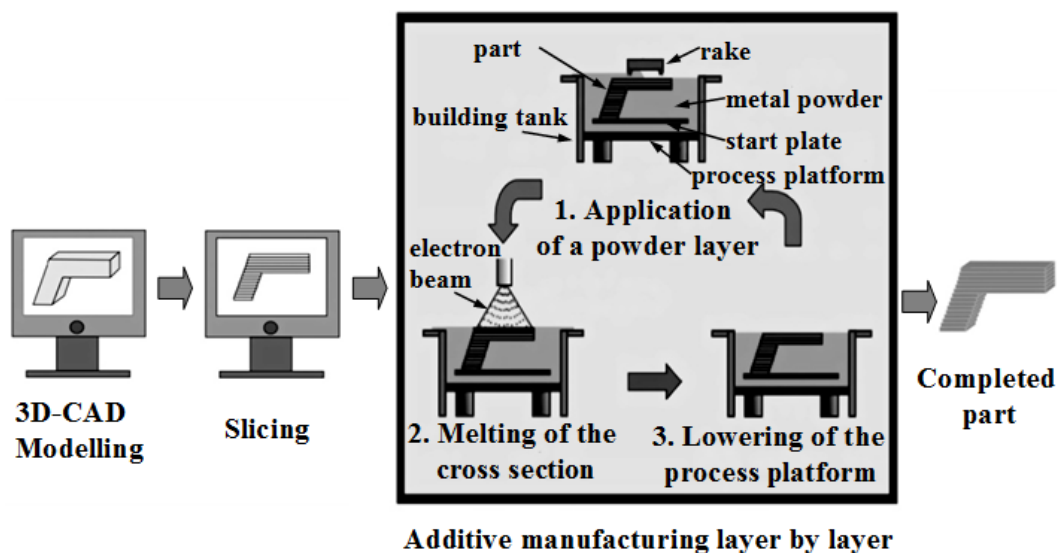 part
rake
metal powder
building tank
start plate
process platform
1. Application
of a powder layer
electron
beam
3D-CAD
Modelling
Slicing
2. Melting of the
cross section
3. Lowering of the
process platform
Completed
part
Additive manufacturing layer by layer